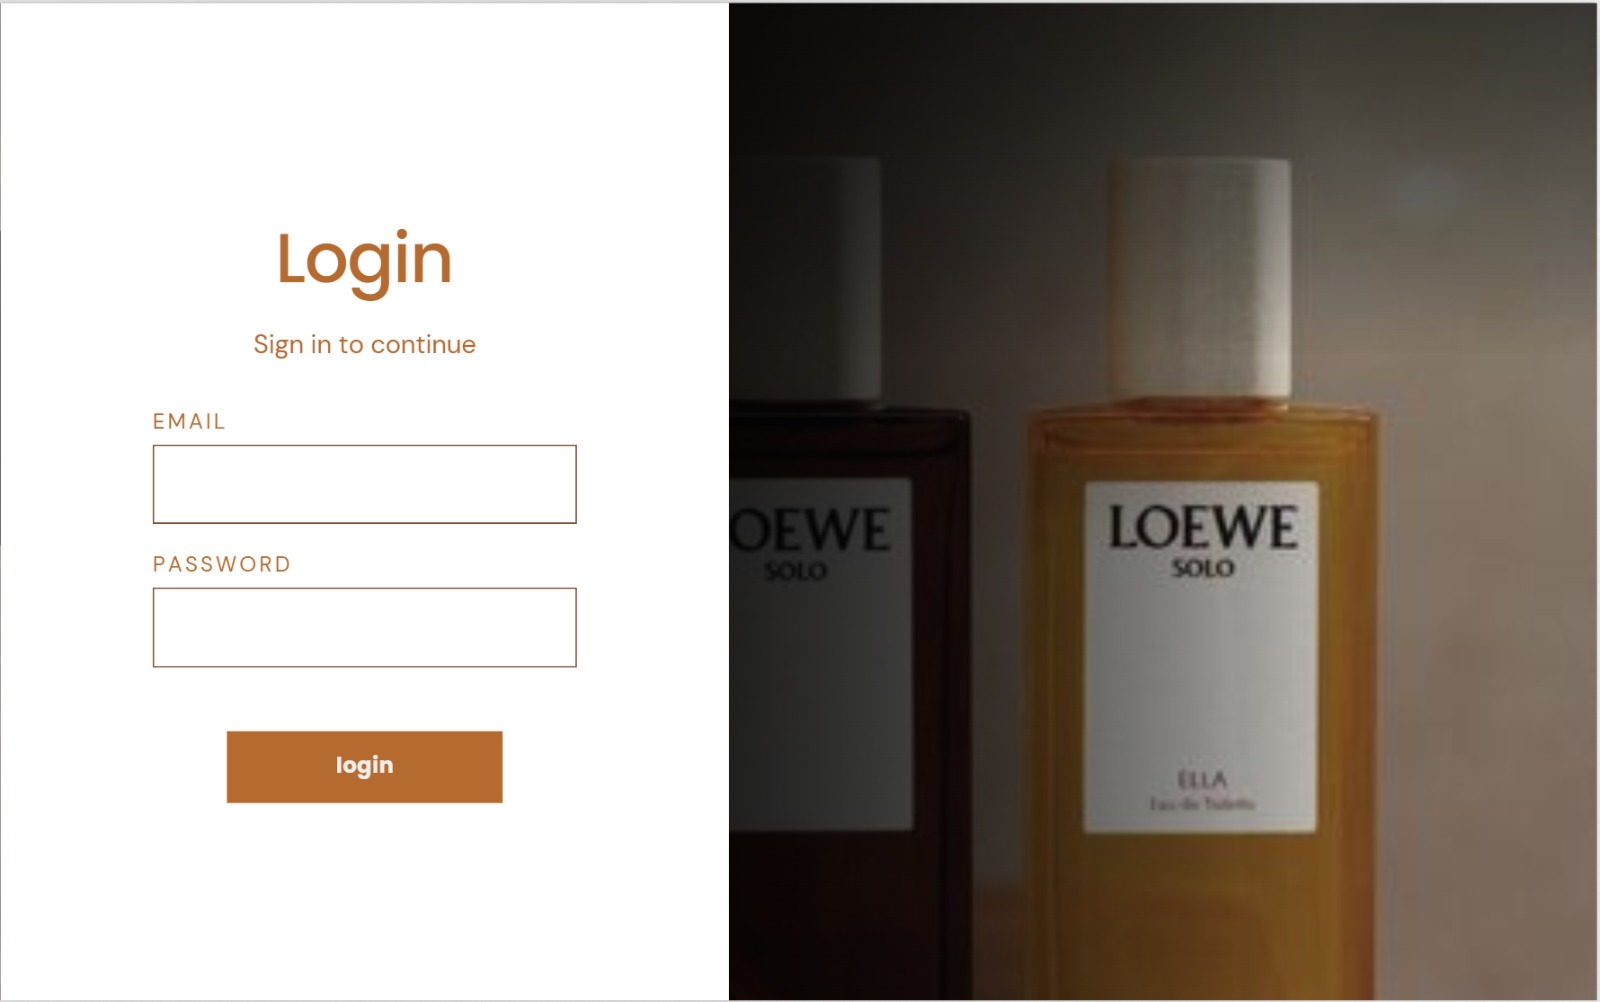 Login
Sign in to continue
EMAIL
PASSWORD
login
OEWE
SOLO
LOEWE
SOLO
ELLA
Eau de Toilette